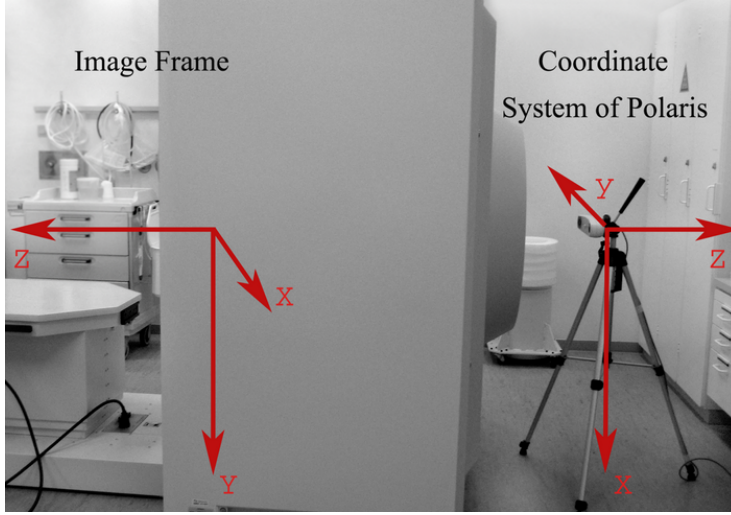 Image Frame
Coordinate
System of Polaris
Y
Z
X
Z
Y
X